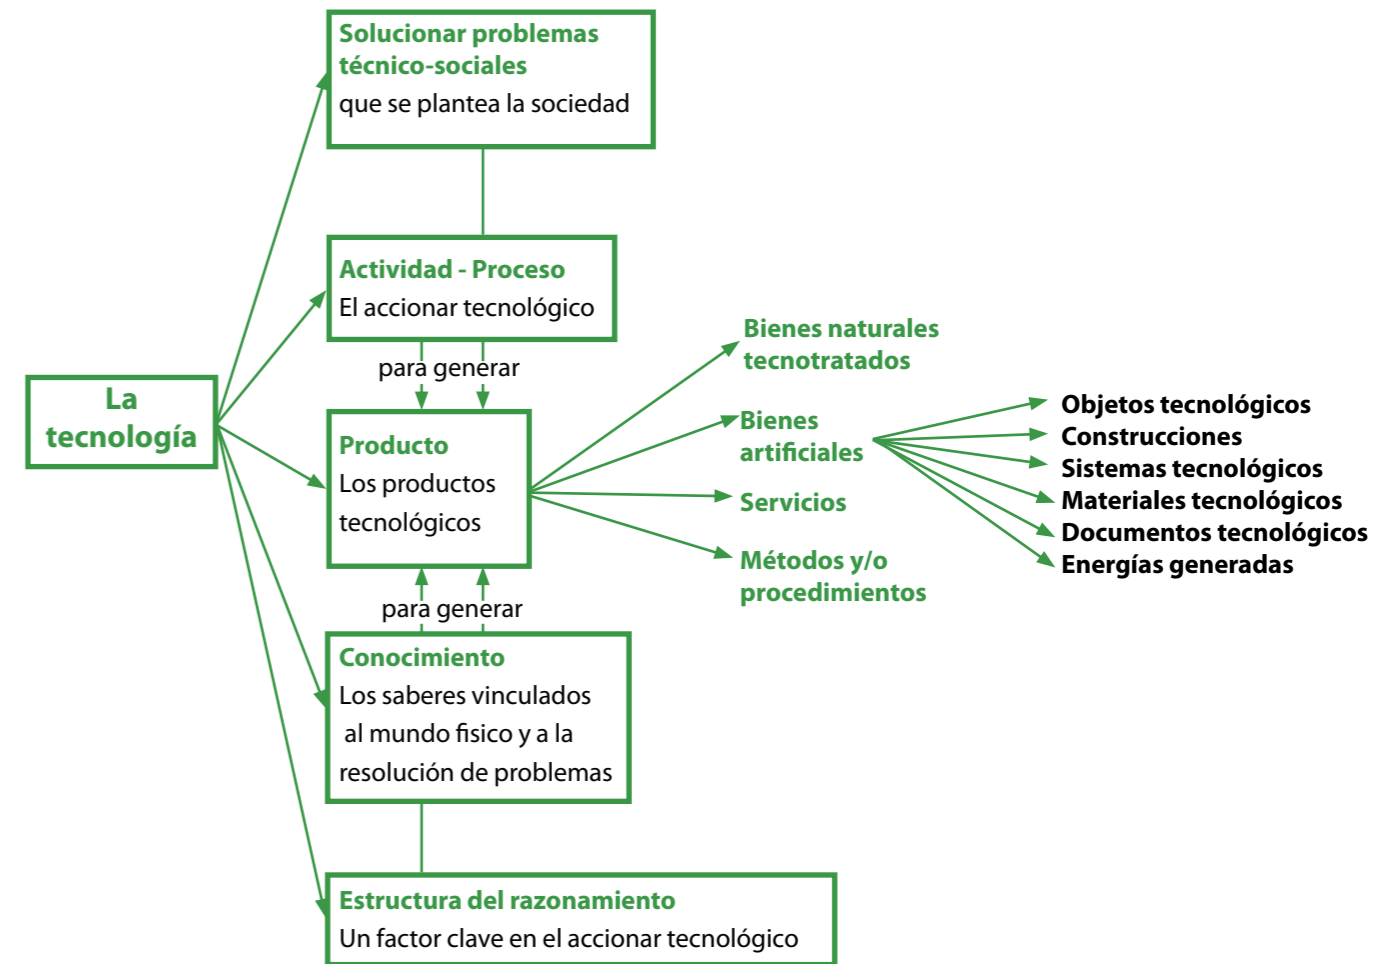 Solucionar problemas
técnico-sociales
que se plantea la sociedad
Actividad - Proceso
El accionar tecnológico
para generar
La
tecnología
Producto
Los productos
tecnológicos
para generar
Conocimiento
Los saberes vinculados
al mundo fisico y a la
resolución de problemas
Estructura del razonamiento
Un factor clave en el accionar tecnológico
Bienes naturales
tecnotratados
Bienes
artificiales
Servicios
Métodos y/o
procedimientos
Objetos tecnológicos
Construcciones
Sistemas tecnológicos
Materiales tecnológicos
Documentos tecnológicos
Energías generadas